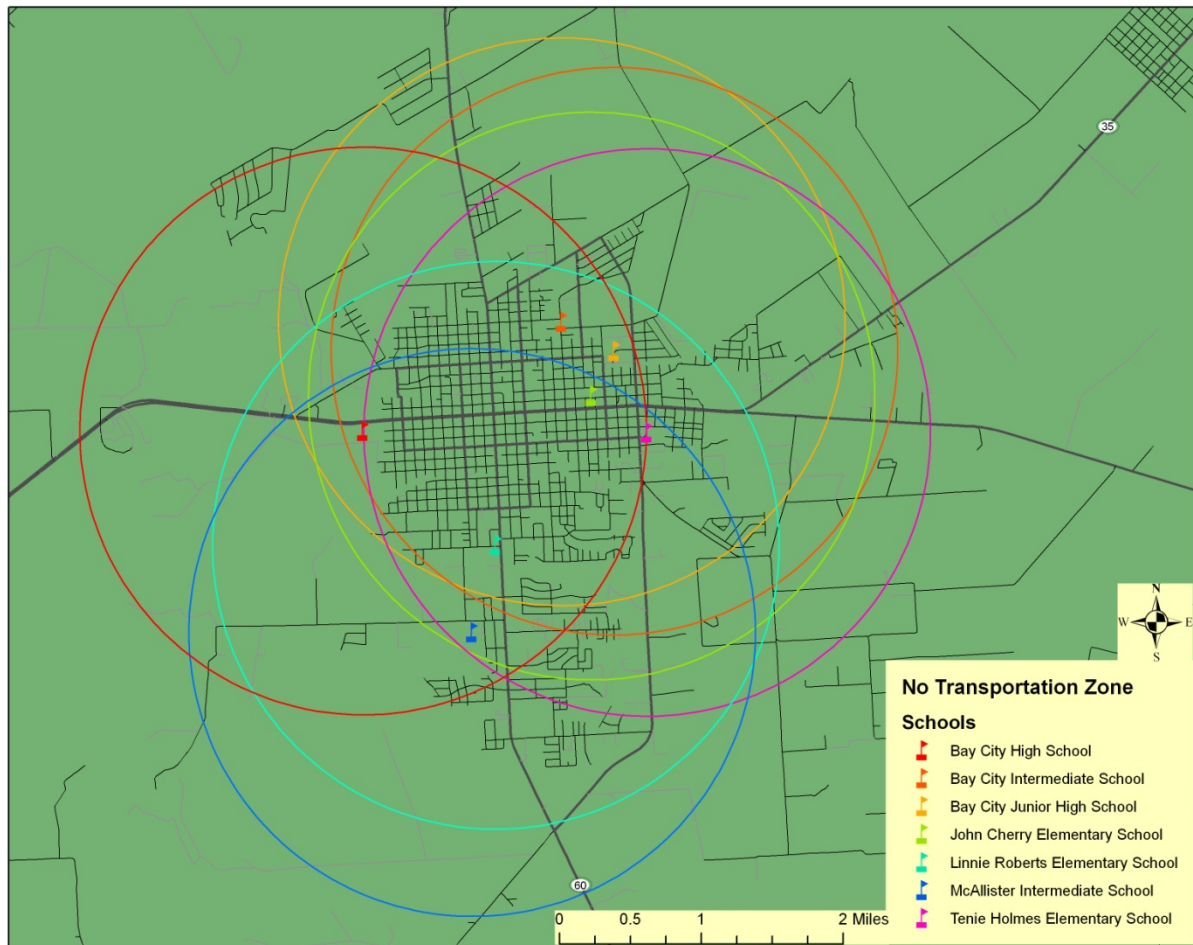 35
N
W E
S
No Transportation Zone
Schools
Bay City High School
Bay City Intermediate School
Bay City Junior High School
John Cherry Elementary School
Linnie Roberts Elementary School
McAllister Intermediate School
Tenie Holmes Elementary School
60
0 0.5 1 2 Miles